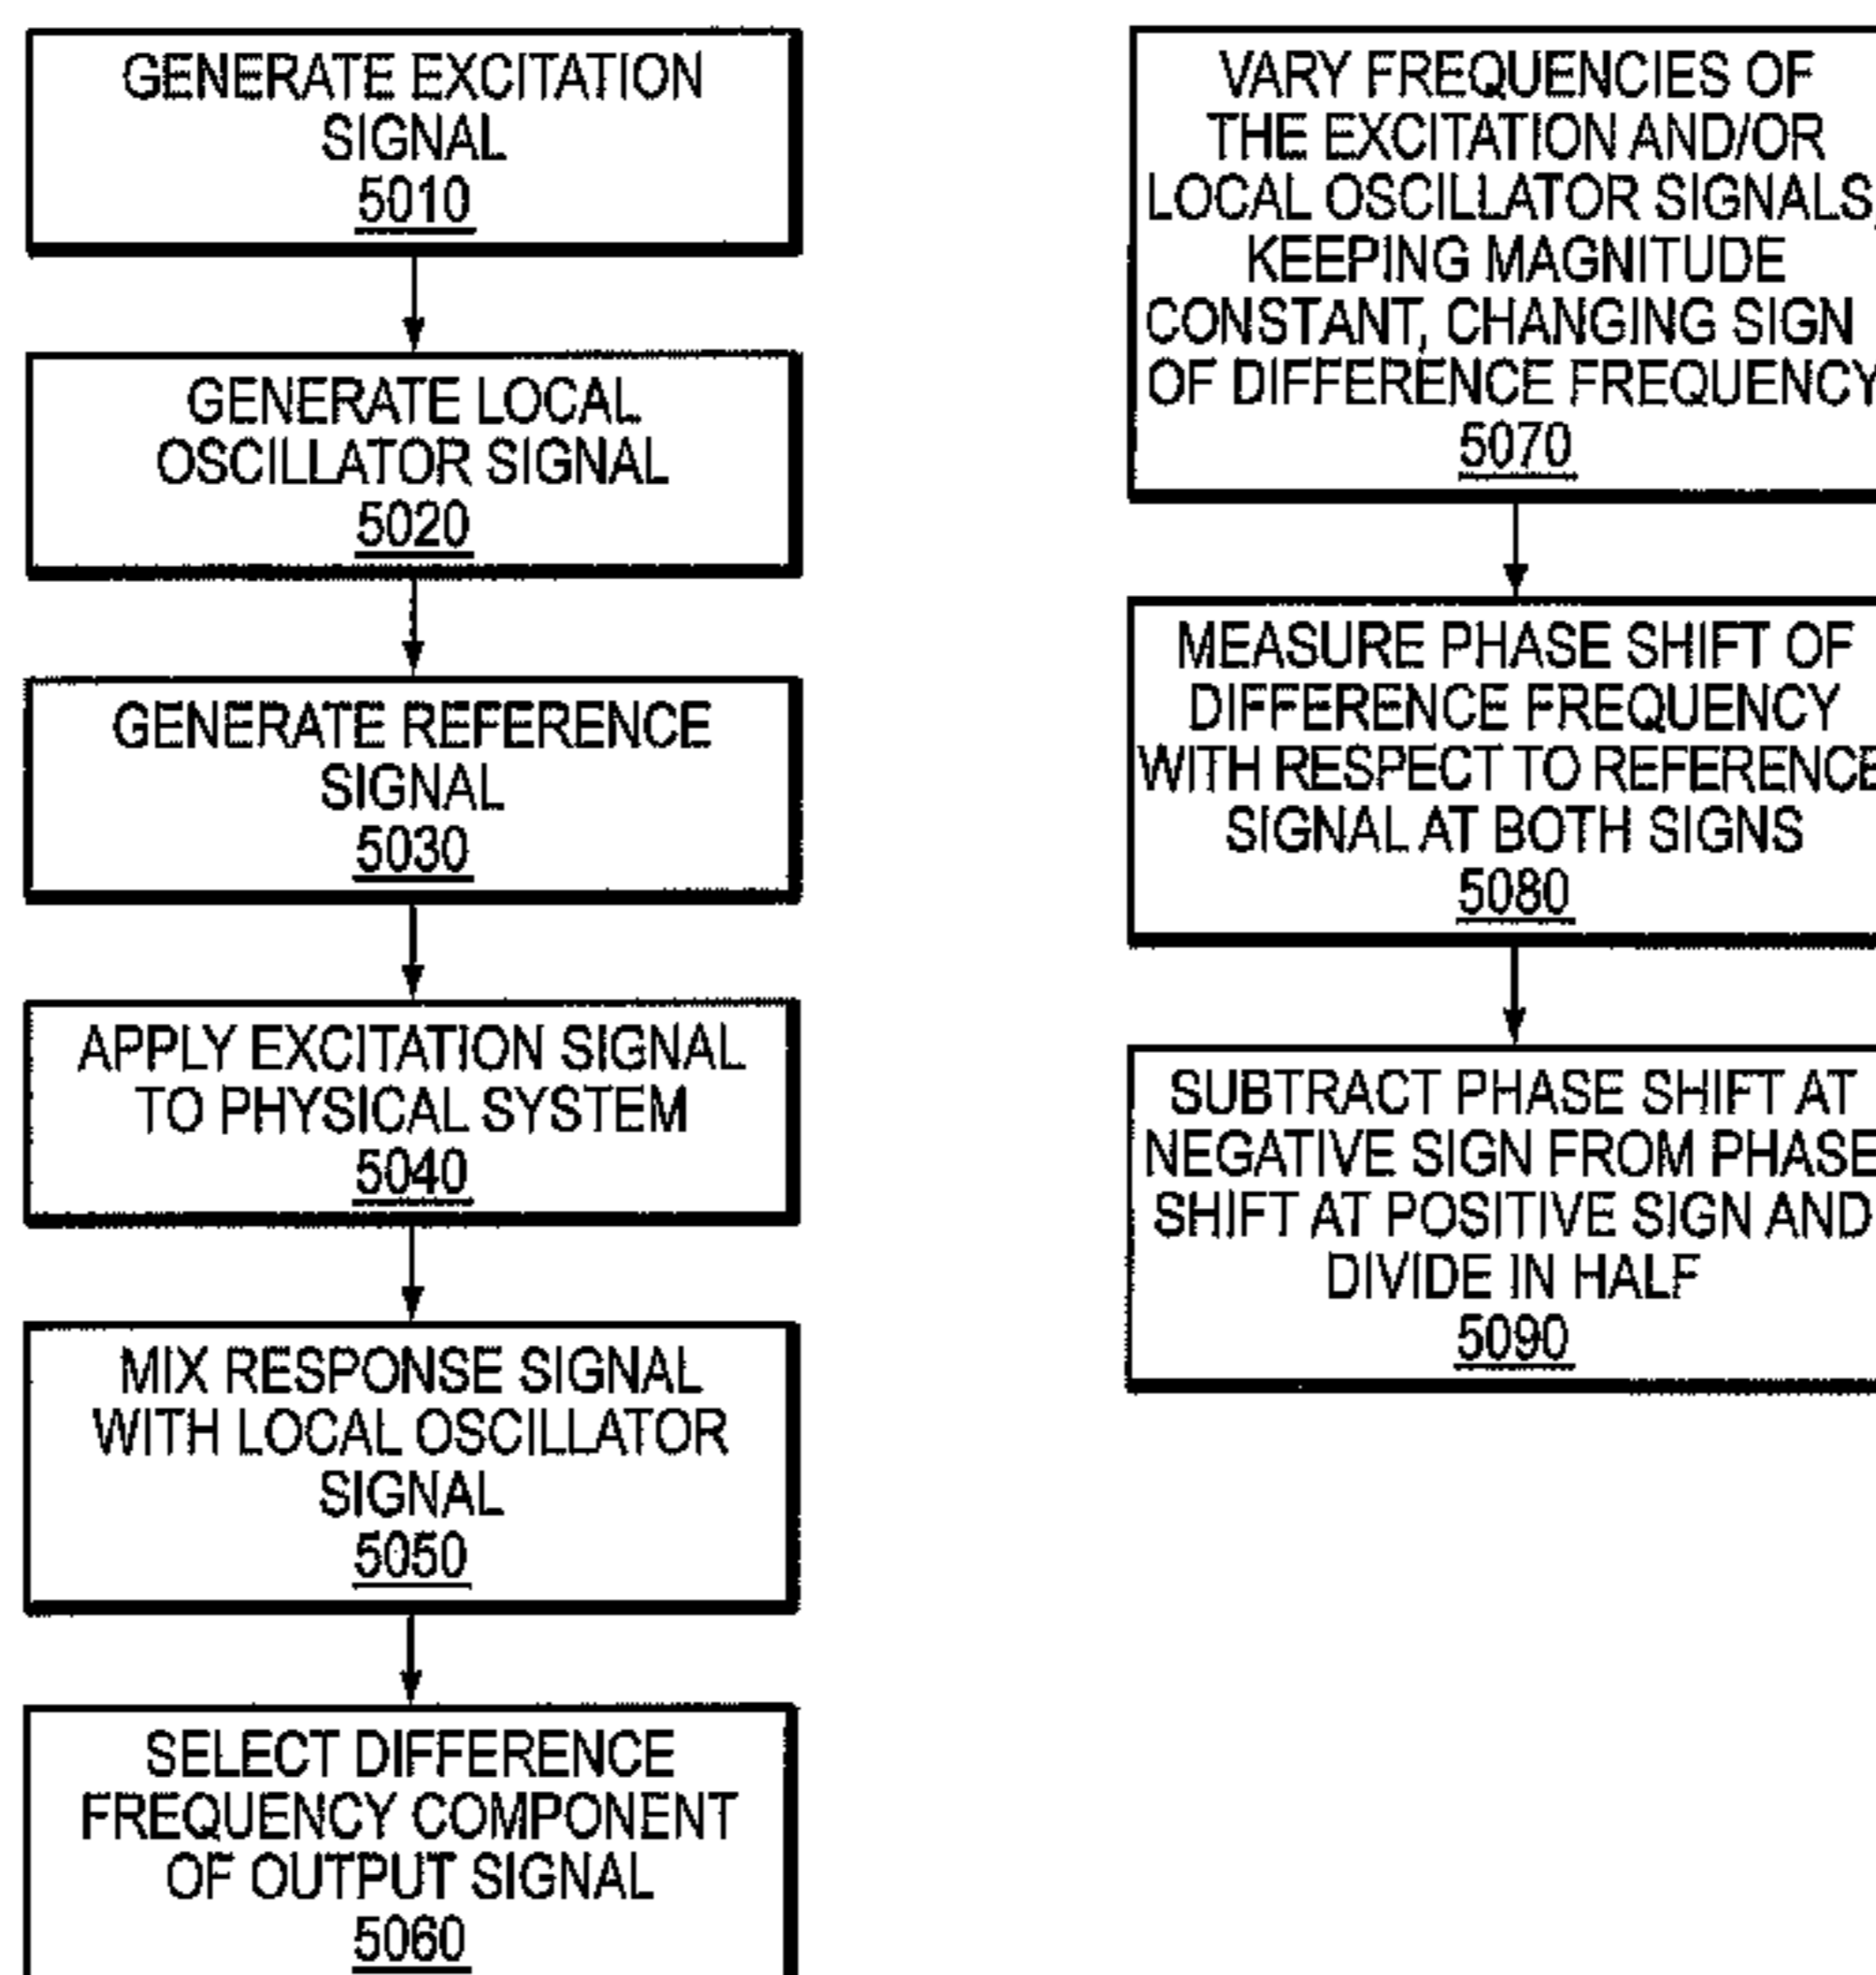 GENERATE EXCITATION
SIGNAL
5010
GENERATE LOCAL
OSCILLATOR SIGNAL
5020
GENERATE REFERENCE
SIGNAL
5030
APPLY EXCITATION SIGNAL
TO PHYSICAL SYSTEM
5040
MIX RESPONSE SIGNAL
WITH LOCAL OSCILLATOR
SIGNAL
5050
SELECT DIFFERENCE
FREQUENCY COMPONENT
OF OUTPUT SIGNAL
5060
VARY FREQUENCIES OF
THE EXCITATION AND/OR
LOCAL OSCILLATOR SIGNALS,
KEEPING MAGNITUDE
CONSTANT, CHANGING SIGN
OF DIFFERENCE FREQUENCY
5070
MEASURE PHASE SHIFT OF
DIFFERENCE FREQUENCY
WITH RESPECT TO REFERENCE
SIGNAL AT BOTH SIGNS
5080
SUBTRACT PHASE SHIFT AT
NEGATIVE SIGN FROM PHASE
SHIFT AT POSITIVE SIGN AND
DIVIDE IN HALF
5090